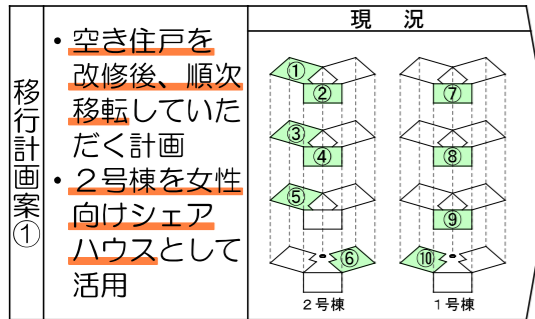 移行計画案①
• 空き住戸を
改修後、順次
移転していた
だく計画
• ２号棟を女性
向けシェア
ハウスとして
活用
現　況
①
②
③
④
⑤
⑥
２号棟
⑦
⑧
⑨
⑩
１号棟